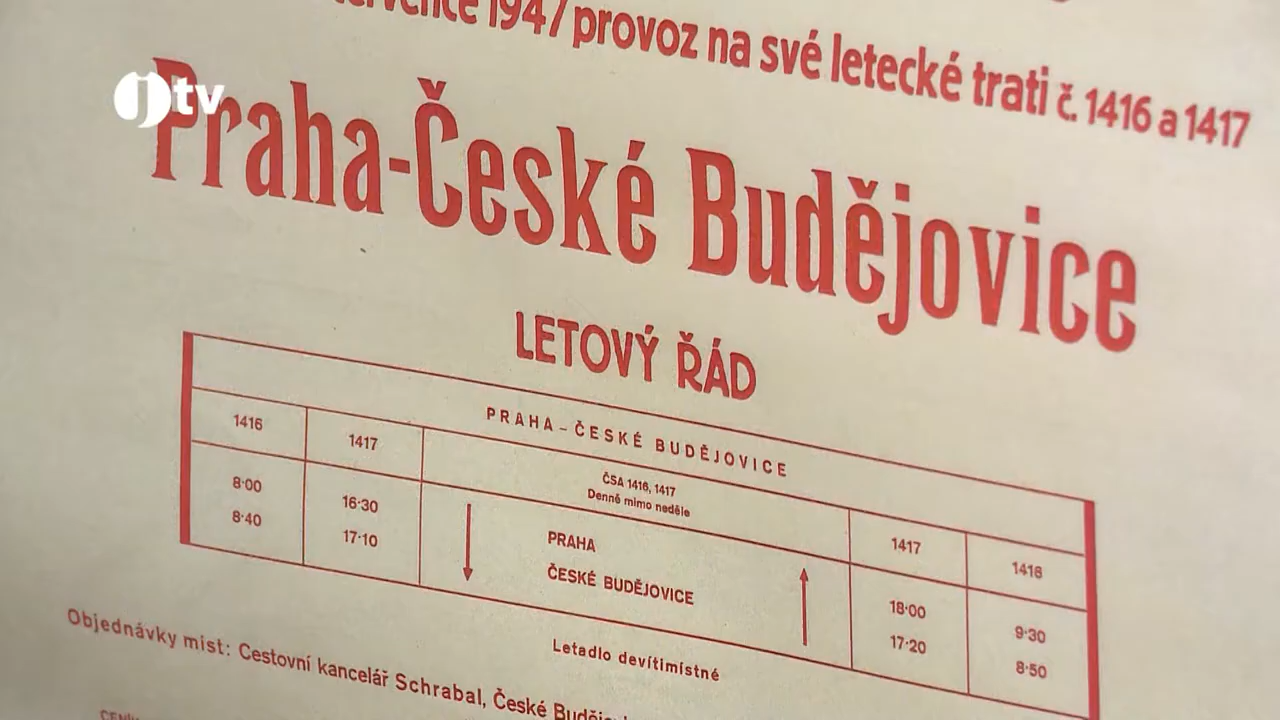 1947 provoz na své letecké trati č. 1416 a 1417
jtv
Praha-České Budějovice
LETOVÝ ŘÁD
PRAHA – ČESKÉ BUDĚJOVICE
1416 1417 ČSA 1416, 1417 1417 1416
Denně mimo neděle
8·00 16·30 PRAHA 18·00 9·30
8·40 17·10 ČESKÉ BUDĚJOVICE 17·20 8·50
Letadlo devítimístné
Objednávky míst: Cestovní kancelář Schrabal, České